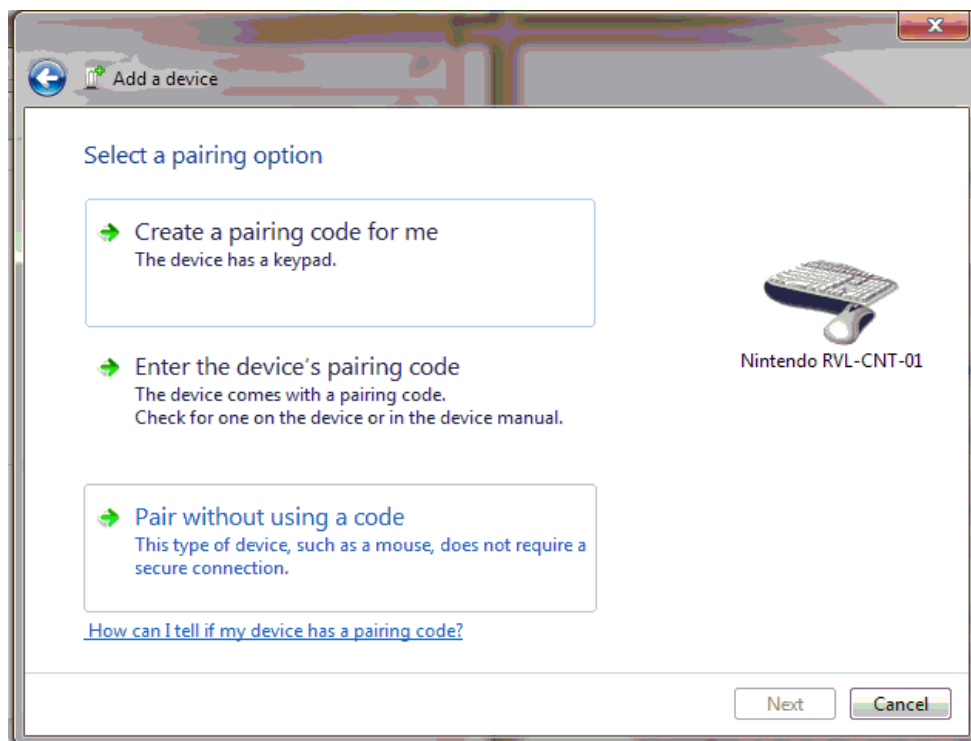 Add a device
Select a pairing option
Create a pairing code for me
The device has a keypad.
Nintendo RVL-CNT-01
Enter the device's pairing code
The device comes with a pairing code.
Check for one on the device or in the device manual.
Pair without using a code
This type of device, such as a mouse, does not require a
secure connection.
How can I tell if my device has a pairing code?
Next
Cancel